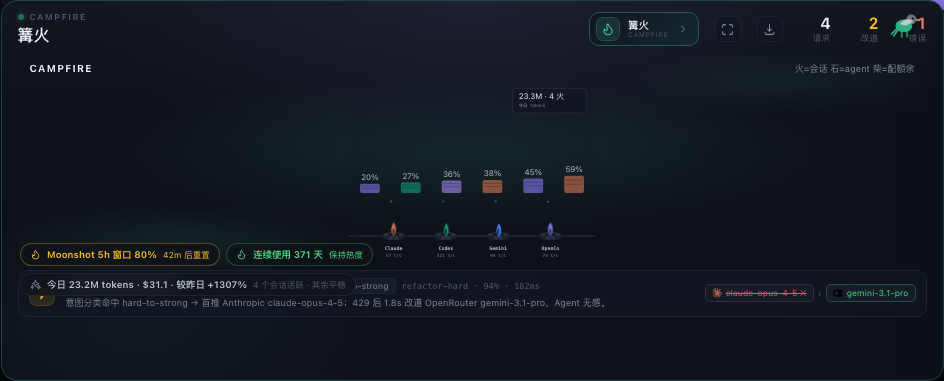 CAMPFIRE
篝火
篝火
CAMPFIRE
4
请求
2
改道
1
错误
CAMPFIRE
火=会话 石=agent 柴=配额余
23.3M · 4 火
今日 tokens
20%
27%
36%
38%
45%
59%
Claude
57 t/s
Codex
121 t/s
Gemini
94 t/s
OpenCo
74 t/s
Moonshot 5h 窗口 80% 42m 后重置
连续使用 371 天 保持热度
今日 23.2M tokens · $31.1 · 较昨日 +1307% 4 个会话活跃 · 其余平稳
o-strong refactor-hard · 94% · 182ms
意图分类命中 hard-to-strong → 首推 Anthropic claude-opus-4-5; 429 后 1.8s 改道 OpenRouter gemini-3.1-pro。Agent 无感。
claude-opus-4-5 ✕ › gemini-3.1-pro